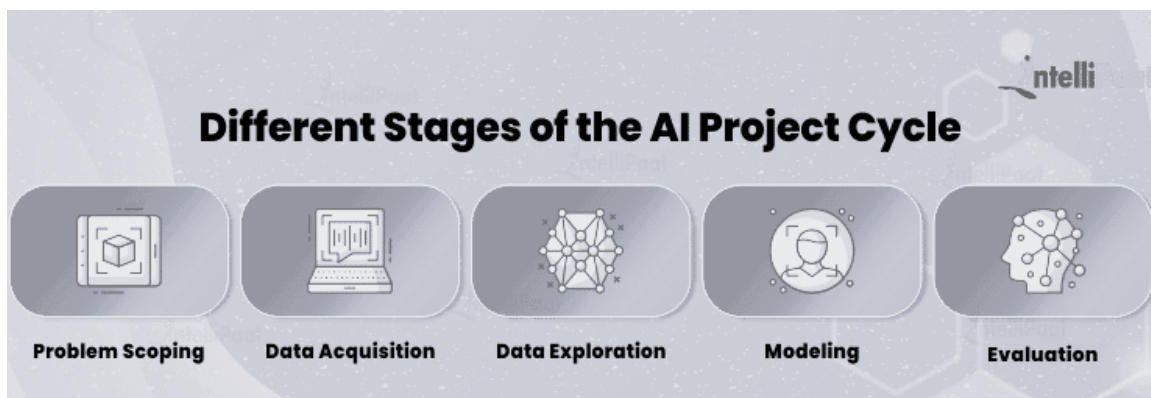 ntelli
Different Stages of the AI Project Cycle
Problem Scoping
Data Acquisition
Data Exploration
Modeling
Evaluation